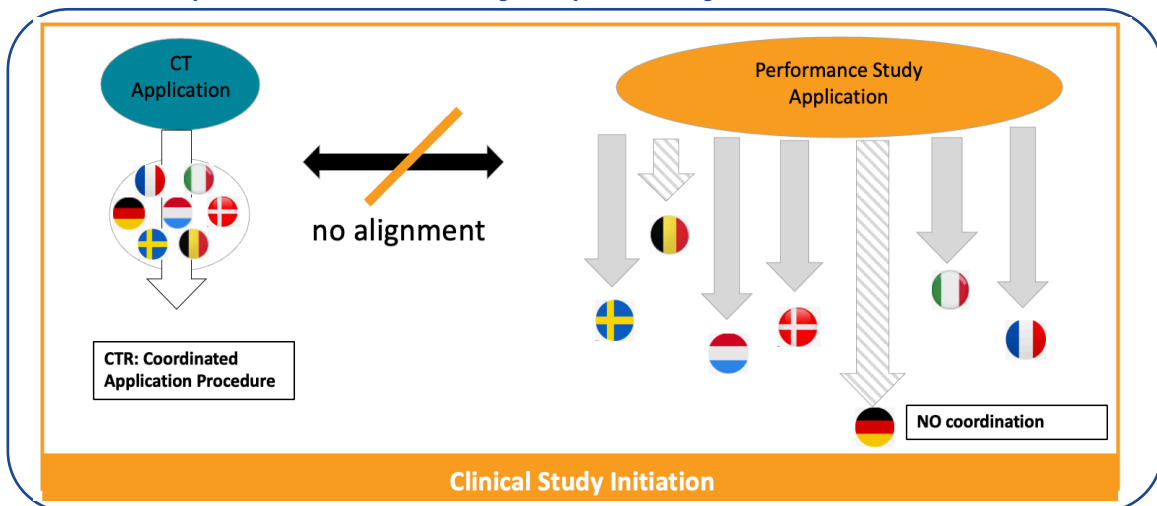 CT
Application
Performance Study
Application
no alignment
CTR: Coordinated
Application Procedure
NO coordination
Clinical Study Initiation